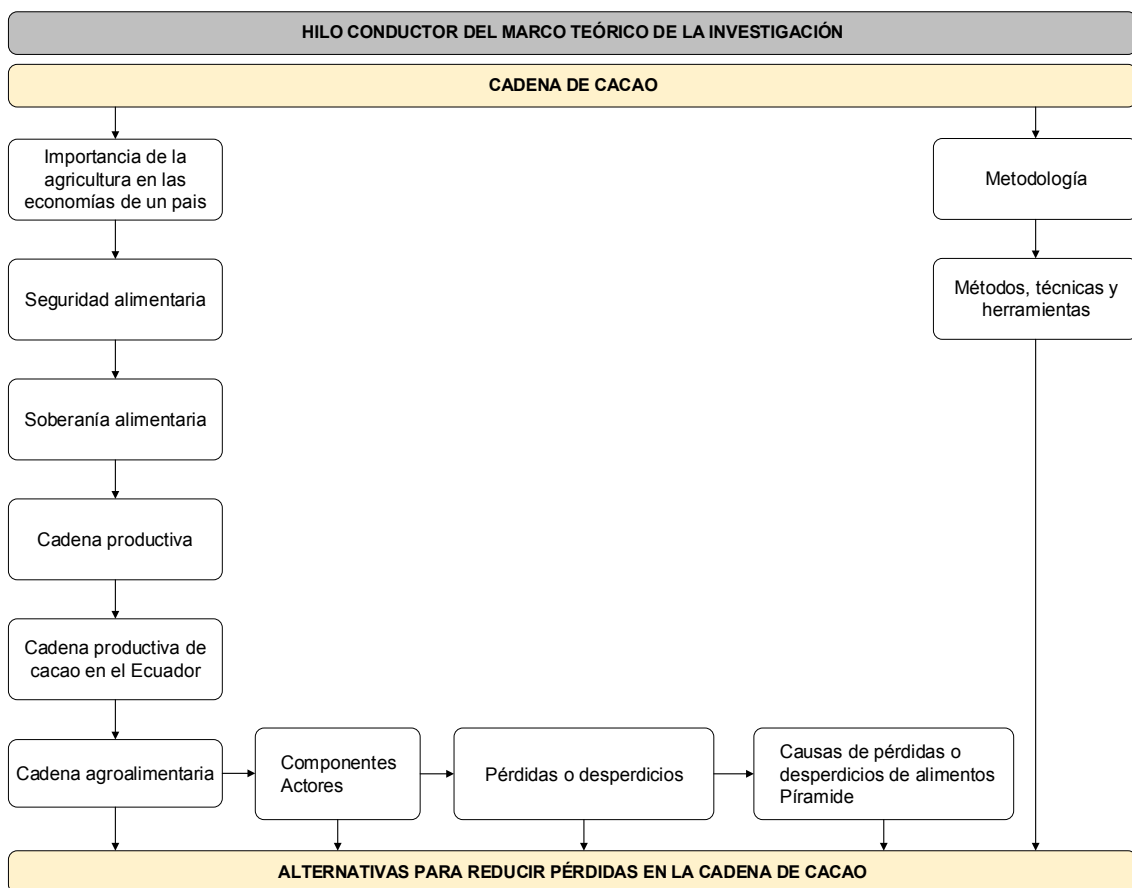 HILO CONDUCTOR DEL MARCO TEÓRICO DE LA INVESTIGACIÓN
CADENA DE CACAO
Importancia de la
agricultura en las
economías de un pais
Metodología
Seguridad alimentaria
Métodos, técnicas y
herramientas
Soberanía alimentaria
Cadena productiva
Cadena productiva de
cacao en el Ecuador
Cadena agroalimentaria
Componentes
Actores
Pérdidas o desperdicios
Causas de pérdidas o
desperdicios de alimentos
Píramide
ALTERNATIVAS PARA REDUCIR PÉRDIDAS EN LA CADENA DE CACAO